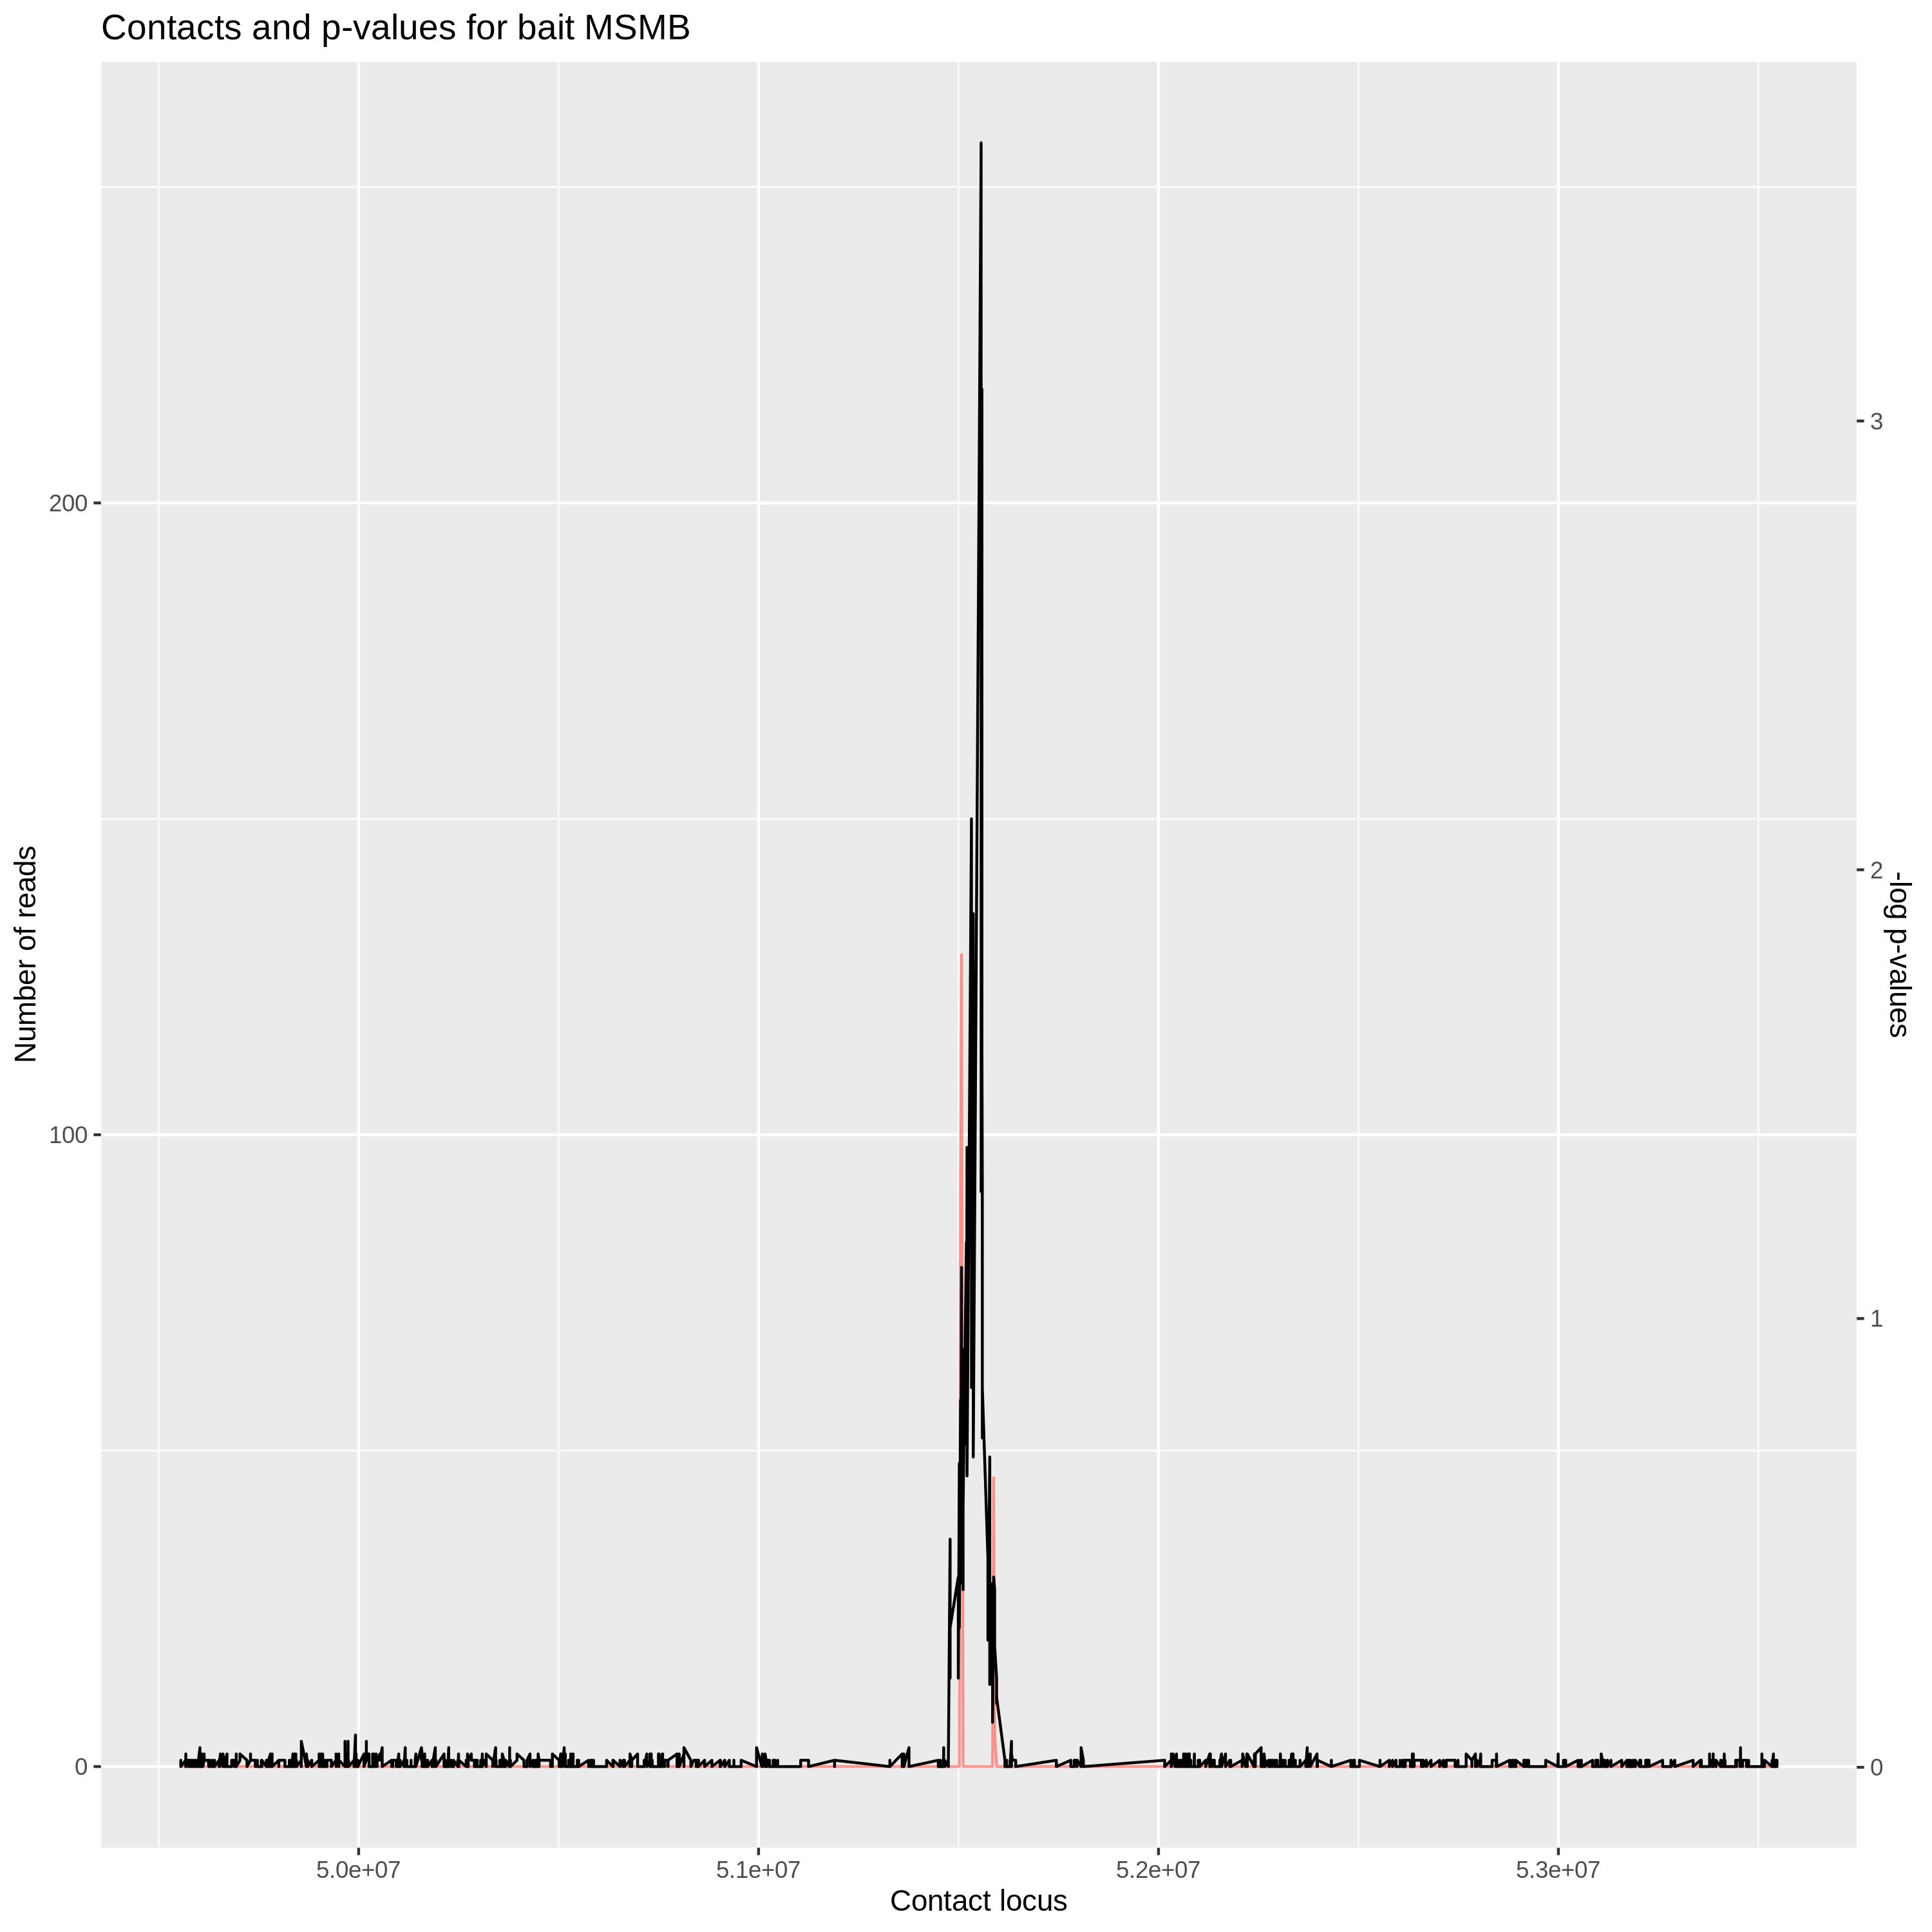 Contacts and p-values for bait MSMB
Number of reads
200
100
0
3
2
1
0
-log p-values
5.0e+07
5.1e+07
5.2e+07
5.3e+07
Contact locus